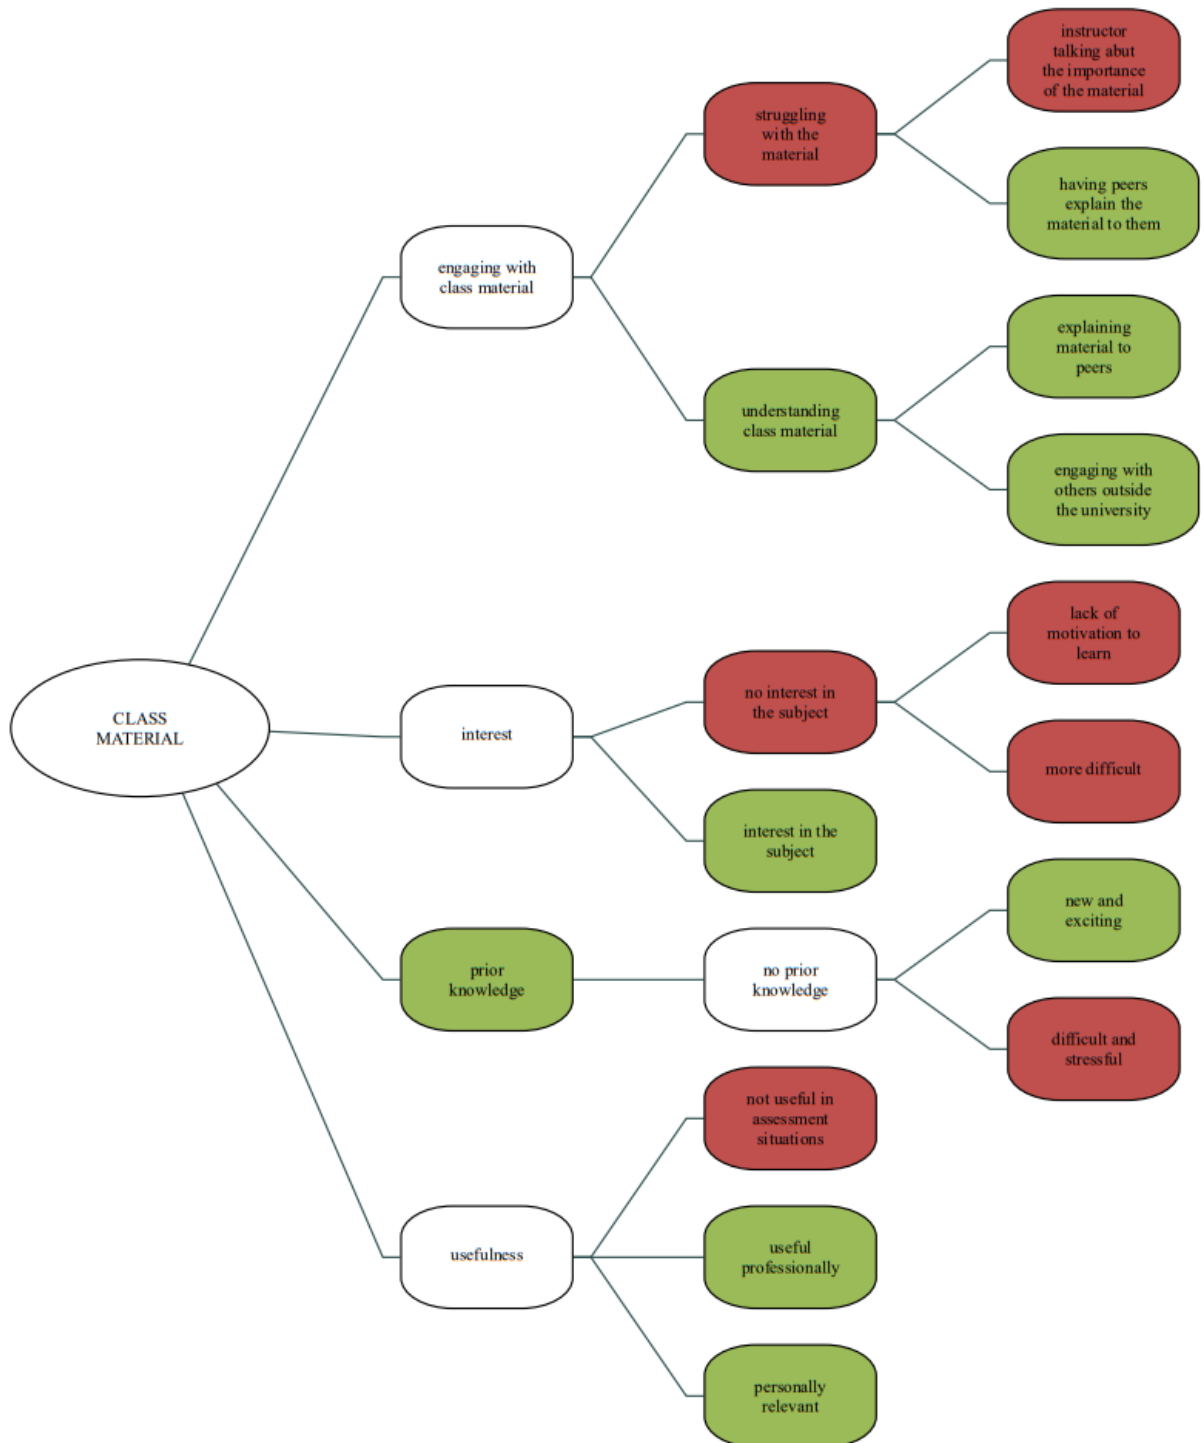 instructor
talking abut
the importance
of the material
struggling
with the
material
having peers
explain the
material to them
engaging with
class material
explaining
material to
peers
understanding
class material
engaging with
others outside
the university
lack of
motivation to
learn
no interest in
the subject
CLASS
MATERIAL
interest
more difficult
interest in the
subject
new and
exciting
prior
knowledge
no prior
knowledge
difficult and
stressful
not useful in
assessment
situations
usefulness
useful
professionally
personally
relevant